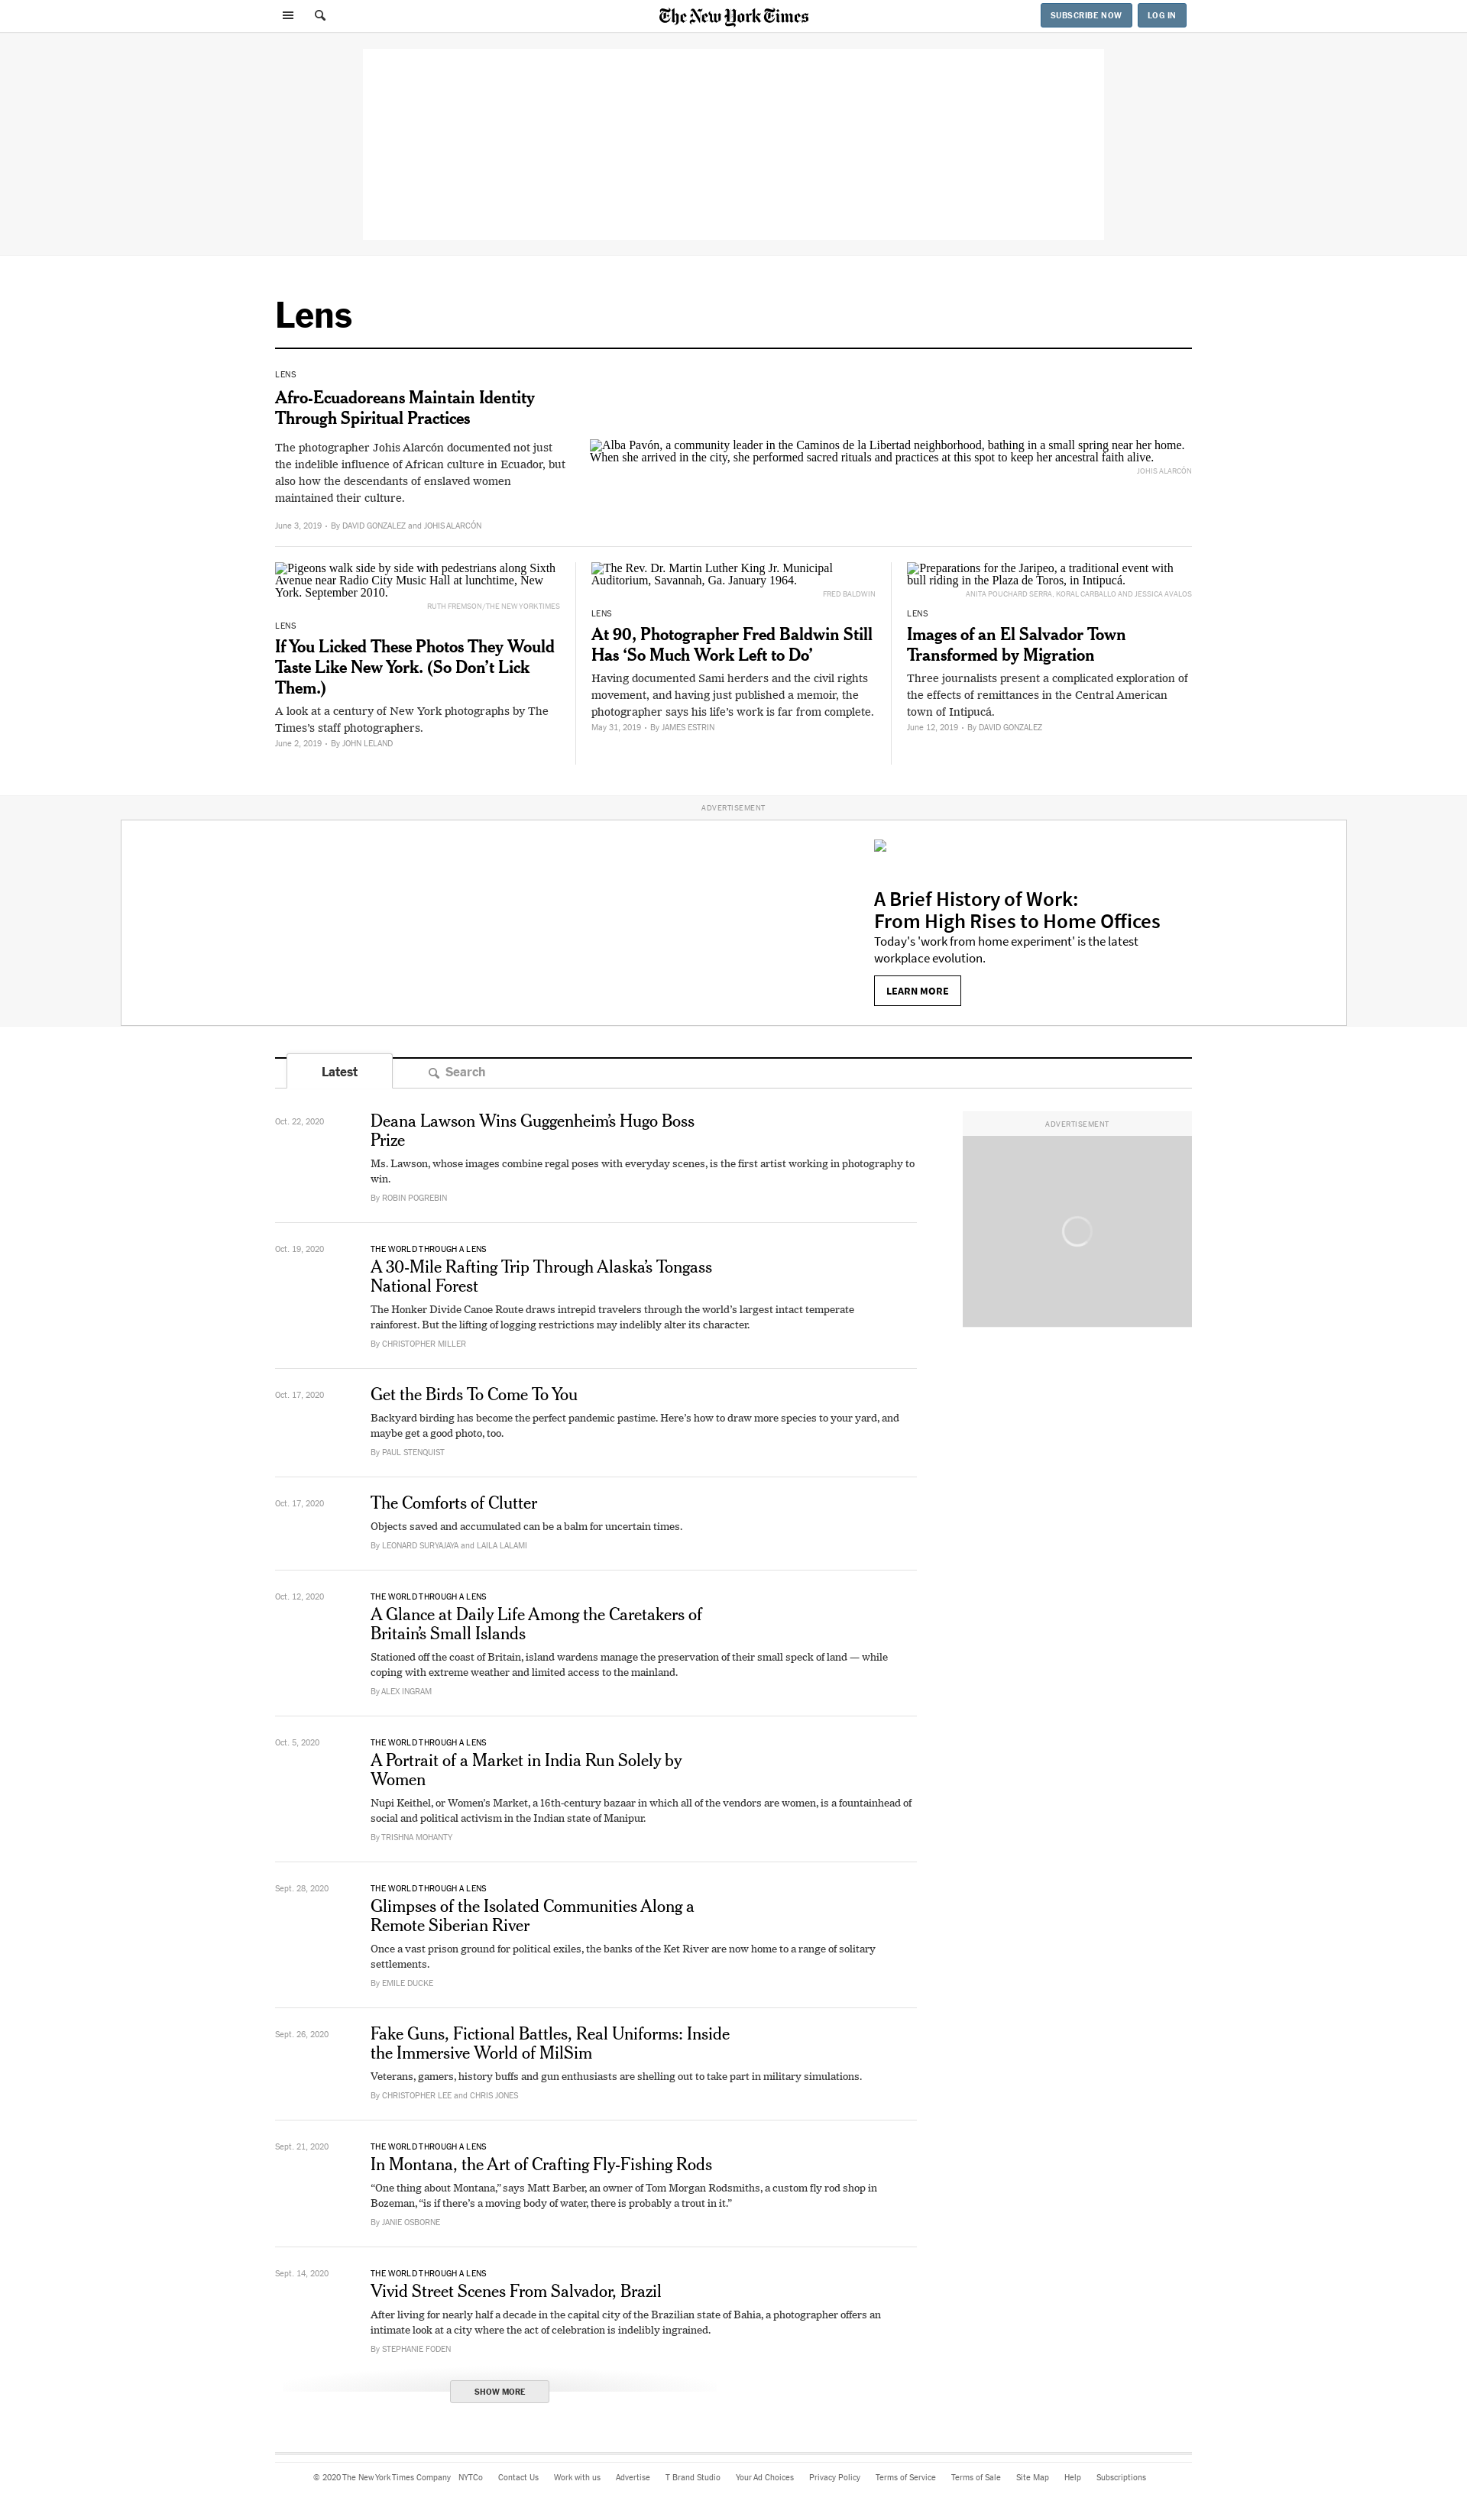 The New York Times
SUBSCRIBE NOW
LOG IN
Lens
LENS
Afro-Ecuadoreans Maintain Identity
Through Spiritual Practices
The photographer Johis Alarcón documented not just
the indelible influence of African culture in Ecuador, but
also how the descendants of enslaved women
maintained their culture.
June 3, 2019 • By DAVID GONZALEZ and JOHIS ALARCÓN
Alba Pavón, a community leader in the Caminos de la Libertad neighborhood, bathing in a small spring near her home.
When she arrived in the city, she performed sacred rituals and practices at this spot to keep her ancestral faith alive.
JOHIS ALARCÓN
Pigeons walk side by side with pedestrians along Sixth
Avenue near Radio City Music Hall at lunchtime, New
York. September 2010.
RUTH FREMSON/THE NEW YORK TIMES
LENS
If You Licked These Photos They Would
Taste Like New York. (So Don’t Lick
Them.)
A look at a century of New York photographs by The
Times’s staff photographers.
June 2, 2019 • By JOHN LELAND
The Rev. Dr. Martin Luther King Jr. Municipal
Auditorium, Savannah, Ga. January 1964.
FRED BALDWIN
LENS
At 90, Photographer Fred Baldwin Still
Has ‘So Much Work Left to Do’
Having documented Sami herders and the civil rights
movement, and having just published a memoir, the
photographer says his life’s work is far from complete.
May 31, 2019 • By JAMES ESTRIN
Preparations for the Jaripeo, a traditional event with
bull riding in the Plaza de Toros, in Intipucá.
ANITA POUCHARD SERRA, KORAL CARBALLO AND JESSICA AVALOS
LENS
Images of an El Salvador Town
Transformed by Migration
Three journalists present a complicated exploration of
the effects of remittances in the Central American
town of Intipucá.
June 12, 2019 • By DAVID GONZALEZ
ADVERTISEMENT
A Brief History of Work:
From High Rises to Home Offices
Today's 'work from home experiment' is the latest
workplace evolution.
LEARN MORE
Latest
Search
Oct. 22, 2020
Deana Lawson Wins Guggenheim’s Hugo Boss
Prize
Ms. Lawson, whose images combine regal poses with everyday scenes, is the first artist working in photography to
win.
By ROBIN POGREBIN
ADVERTISEMENT
Oct. 19, 2020
THE WORLD THROUGH A LENS
A 30-Mile Rafting Trip Through Alaska’s Tongass
National Forest
The Honker Divide Canoe Route draws intrepid travelers through the world’s largest intact temperate
rainforest. But the lifting of logging restrictions may indelibly alter its character.
By CHRISTOPHER MILLER
Oct. 17, 2020
Get the Birds To Come To You
Backyard birding has become the perfect pandemic pastime. Here’s how to draw more species to your yard, and
maybe get a good photo, too.
By PAUL STENQUIST
Oct. 17, 2020
The Comforts of Clutter
Objects saved and accumulated can be a balm for uncertain times.
By LEONARD SURYAJAYA and LAILA LALAMI
Oct. 12, 2020
THE WORLD THROUGH A LENS
A Glance at Daily Life Among the Caretakers of
Britain’s Small Islands
Stationed off the coast of Britain, island wardens manage the preservation of their small speck of land — while
coping with extreme weather and limited access to the mainland.
By ALEX INGRAM
Oct. 5, 2020
THE WORLD THROUGH A LENS
A Portrait of a Market in India Run Solely by
Women
Nupi Keithel, or Women’s Market, a 16th-century bazaar in which all of the vendors are women, is a fountainhead of
social and political activism in the Indian state of Manipur.
By TRISHNA MOHANTY
Sept. 28, 2020
THE WORLD THROUGH A LENS
Glimpses of the Isolated Communities Along a
Remote Siberian River
Once a vast prison ground for political exiles, the banks of the Ket River are now home to a range of solitary
settlements.
By EMILE DUCKE
Sept. 26, 2020
Fake Guns, Fictional Battles, Real Uniforms: Inside
the Immersive World of MilSim
Veterans, gamers, history buffs and gun enthusiasts are shelling out to take part in military simulations.
By CHRISTOPHER LEE and CHRIS JONES
Sept. 21, 2020
THE WORLD THROUGH A LENS
In Montana, the Art of Crafting Fly-Fishing Rods
“One thing about Montana,” says Matt Barber, an owner of Tom Morgan Rodsmiths, a custom fly rod shop in
Bozeman, “is if there’s a moving body of water, there is probably a trout in it.”
By JANIE OSBORNE
Sept. 14, 2020
THE WORLD THROUGH A LENS
Vivid Street Scenes From Salvador, Brazil
After living for nearly half a decade in the capital city of the Brazilian state of Bahia, a photographer offers an
intimate look at a city where the act of celebration is indelibly ingrained.
By STEPHANIE FODEN
SHOW MORE
© 2020 The New York Times Company NYTCo Contact Us Work with us Advertise T Brand Studio Your Ad Choices Privacy Policy Terms of Service Terms of Sale Site Map Help Subscriptions